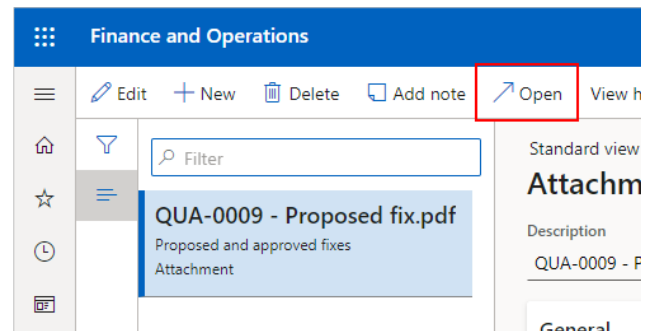 Finance and Operations
Edit New Delete Add note Open View h
Filter
QUA-0009 - Proposed fix.pdf
Proposed and approved fixes
Attachment
Standard view
Attachm
Description
QUA-0009 - P
General